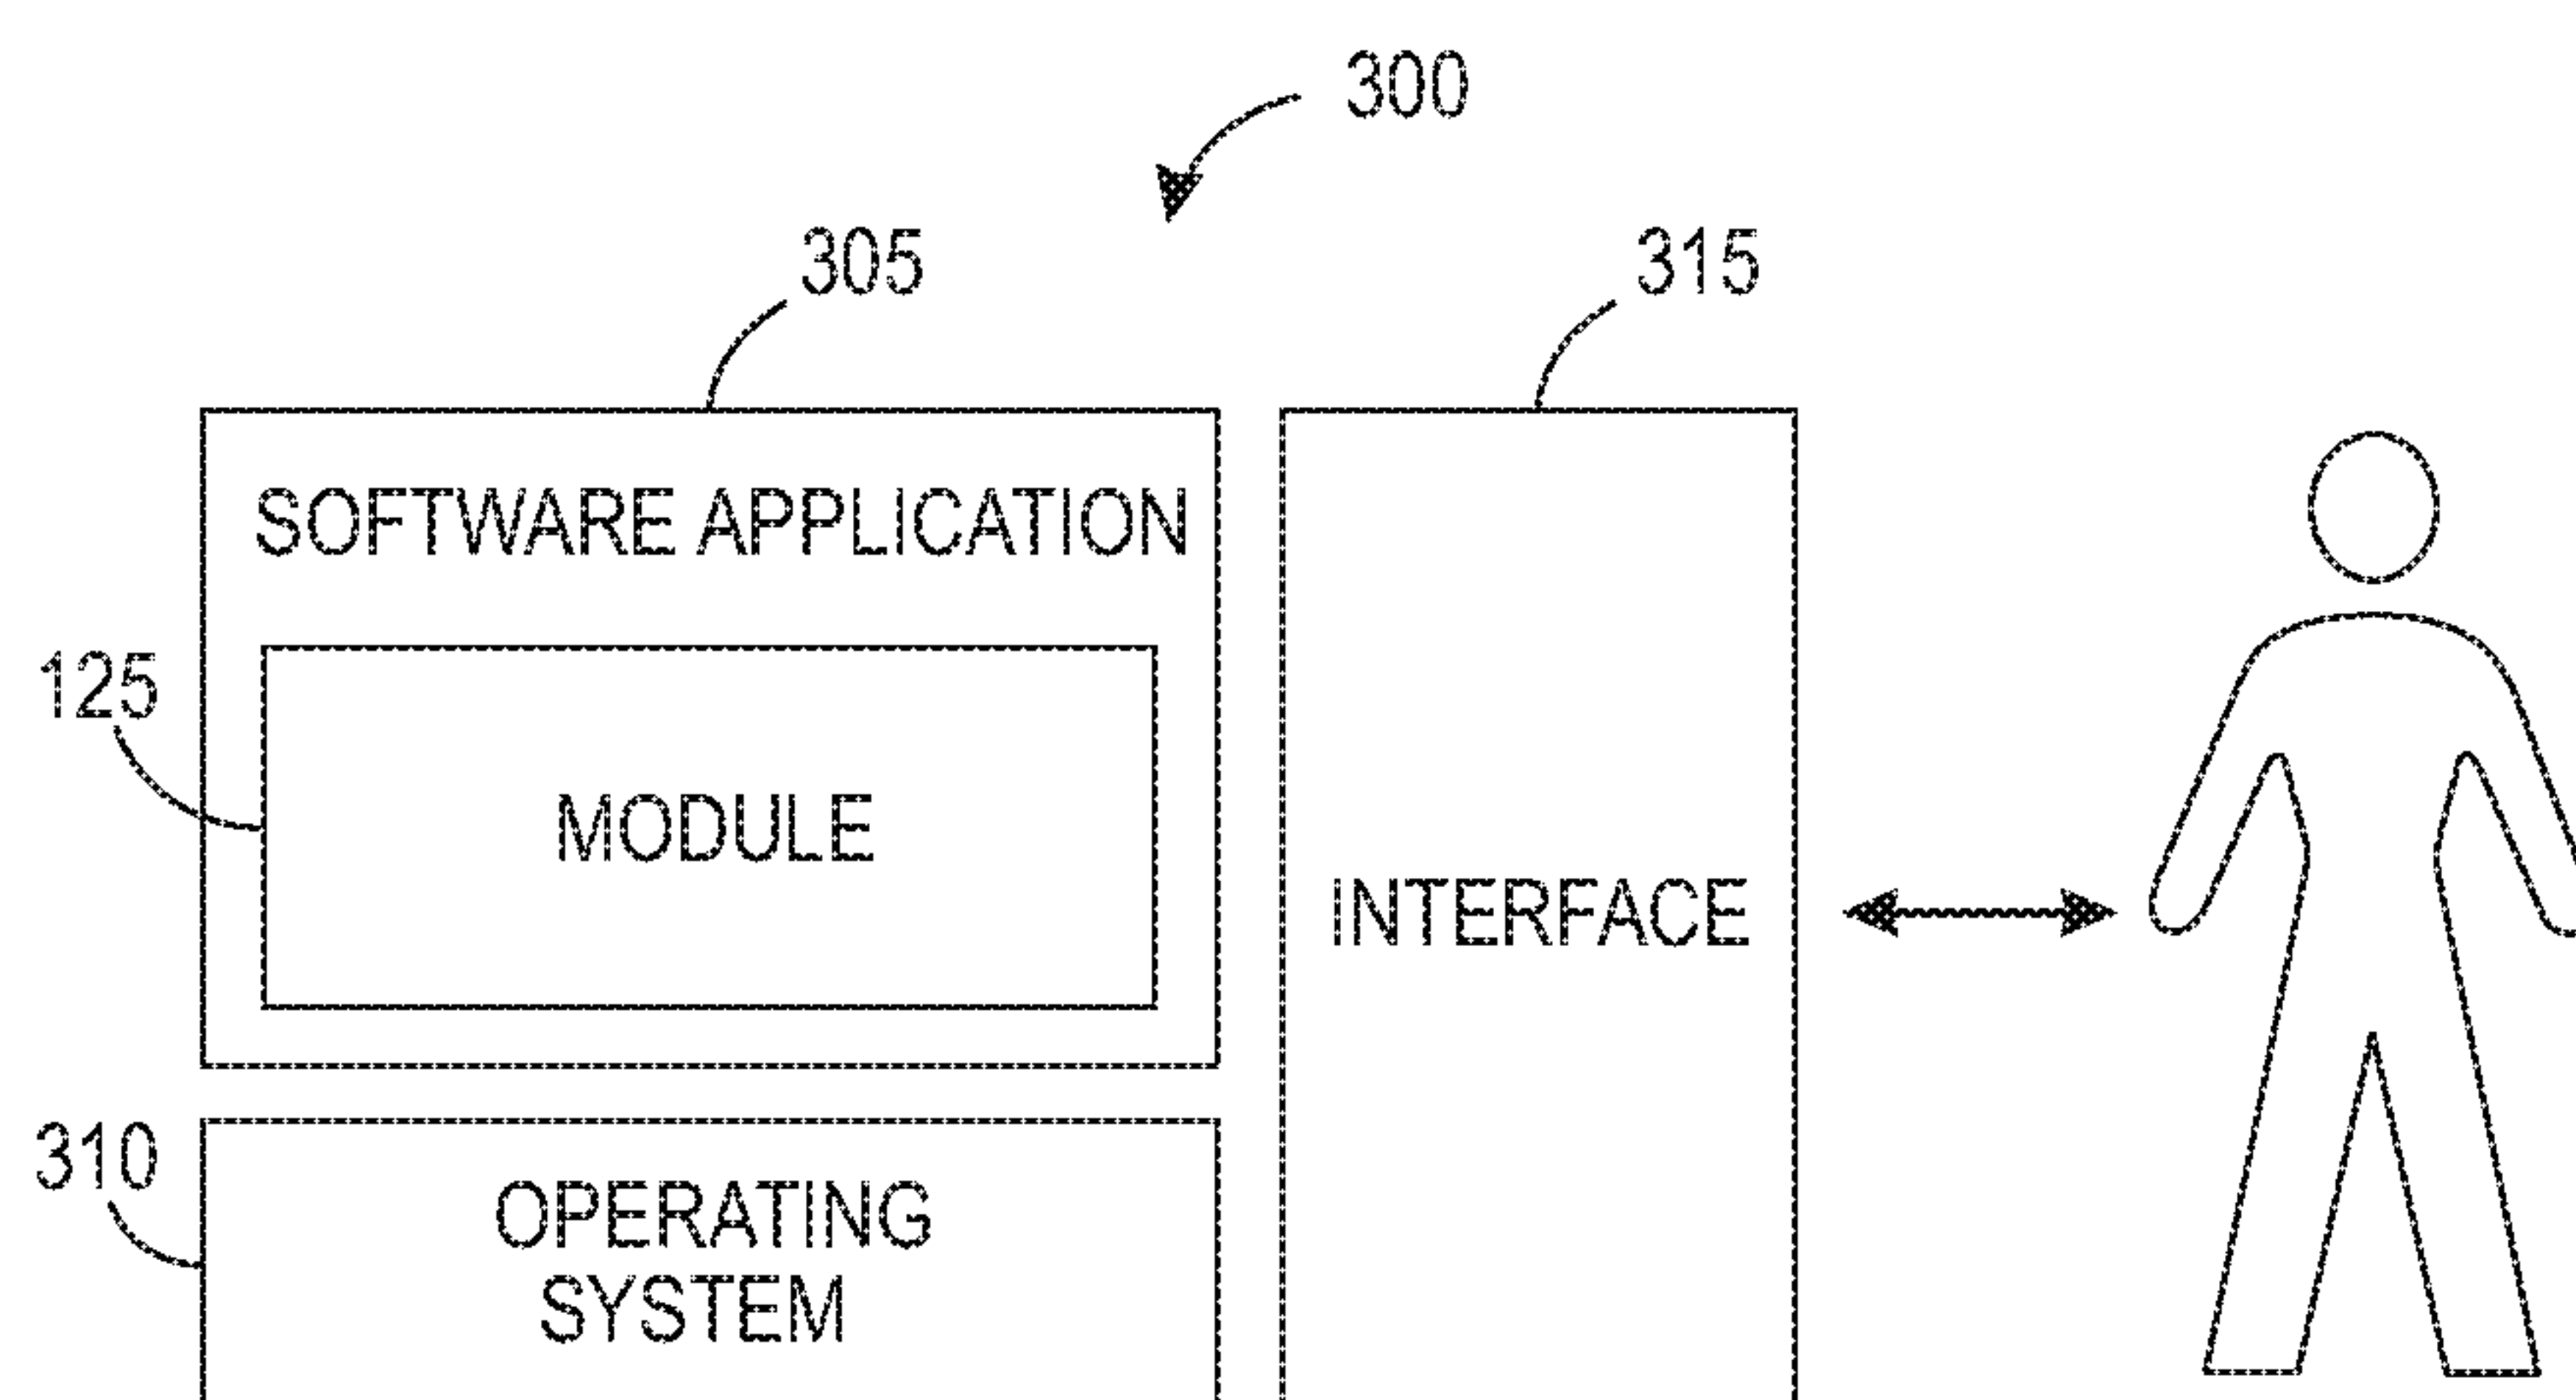 300
305
315
SOFTWARE APPLICATION
125
MODULE
INTERFACE
310
OPERATING
SYSTEM